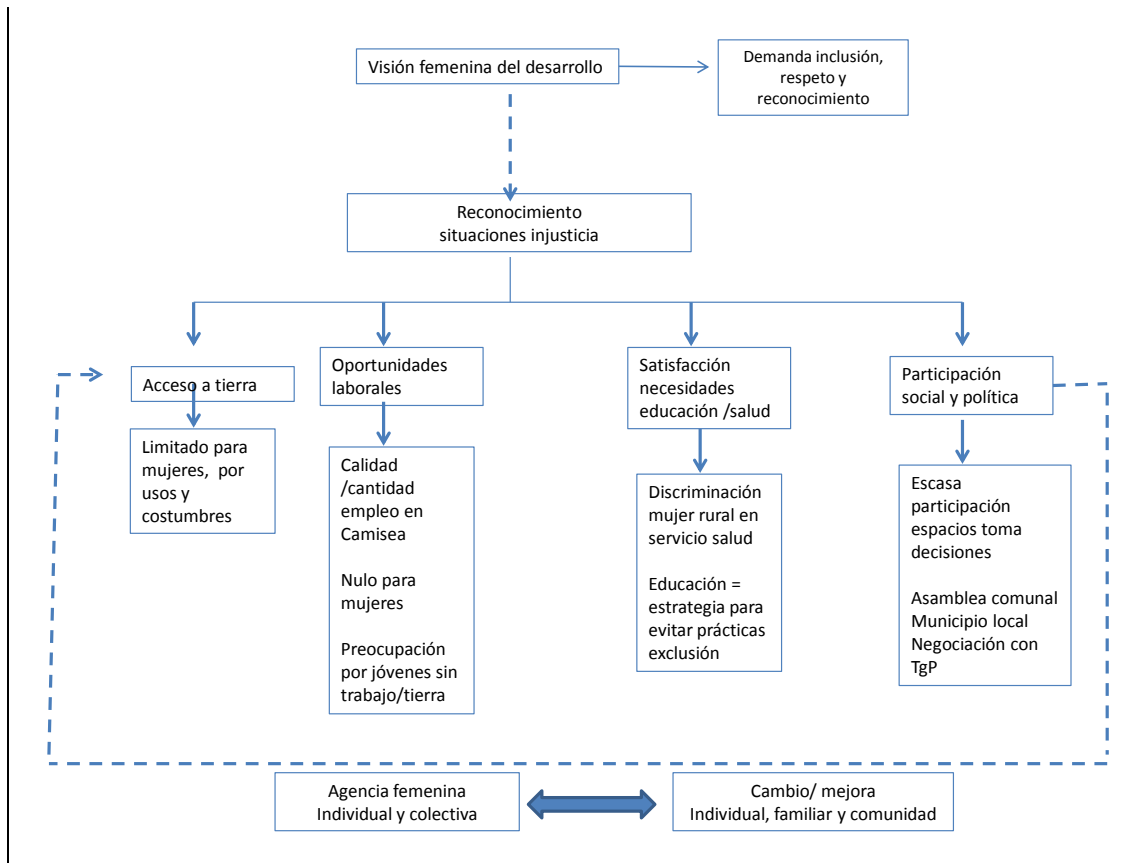 Visión femenina del desarrollo
Demanda inclusión,
respeto y
reconocimiento
Reconocimiento
situaciones injusticia
Acceso a tierra
Oportunidades
laborales
Satisfacción
necesidades
educación /salud
Participación
social y política
Limitado para
mujeres, por
usos y
costumbres
Calidad
/cantidad
empleo en
Camisea
Nulo para
mujeres
Preocupación
por jóvenes sin
trabajo/tierra
Discriminación
mujer rural en
servicio salud
Educación =
estrategia para
evitar prácticas
exclusión
Escasa
participación
espacios toma
decisiones
Asamblea comunal
Municipio local
Negociación con
TgP
Agencia femenina
Individual y colectiva
Cambio/ mejora
Individual, familiar y comunidad